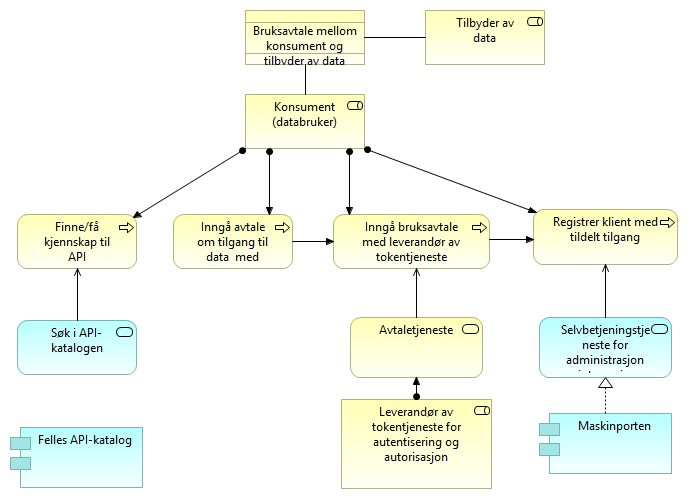 Bruksavtale mellom
konsument og
tilbyder av data
Tilbyder av
data
Konsument
(databruker)
Finne/få
kjennskap til
API
Inngå avtale
om tilgang til
data med
Inngå bruksavtale
med leverandør av
tokentjeneste
Registrer klient med
tildelt tilgang
Søk i API-
katalogen
Avtaletjeneste
Selvbetjeningstje
neste for
administrasjon
Felles API-katalog
Leverandør av
tokentjeneste for
autentisering og
autorisasjon
Maskinporten